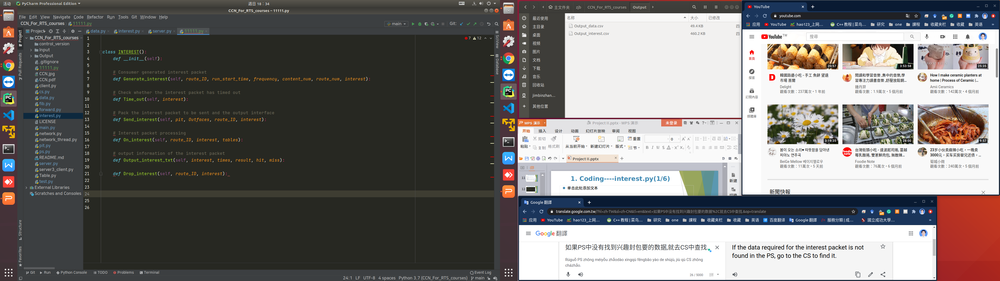 活动
PyCharm Professional Edition
週日 18：34
CCN_For_RTS_courses – 11111.py
File Edit View Navigate Code Refactor Run Tools Git Window Help
CCN_For_RTS_courses 11111.py
main
Git:
Project
data.py
interest.py
server.py
11111.py
Project
Pull Requests
Structure
Favorites
CCN_For_RTS_courses
control_version
Input
Output
.gitignore
11111.py
CCN.jpg
CCN.pdf
client.py
cs.py
data.py
fib.py
forward.py
interest.py
LICENSE
main.py
network.py
network_thread.py
pit.py
ps.py
README.md
server.py
server3_client.py
Table.py
test.py
External Libraries
Scratches and Consoles
7 12
1
2
3 class INTEREST():
4 def __init__(self):
5
6 # Consumer generated interest packet
7 def Generate_interest(self, route_ID, run_start_time, frequency, content_num, route_num, interest):
8
9 # Check whether the interest packet has timed out
10 def Time_out(self, interest):
11
12 # Pack the interest packet to be sent and the output interface
13 def Send_interest(self, pit, Outfaces, route_ID, interest):
14
15 # Interest packet processing
16 def On_interest(self, route_ID, interest, tables):
17
18 # output information of the interest packet
19 def Output_interest_txt(self, interest, times, result, hit, miss):
20
21 def Drop_interest(self, route_ID, interest):
22
23
24
25
26
SciView
Database
Git Run Python Console TODO Problems Terminal
Event Log
24:1 LF UTF-8 4 spaces Python 3.7 (CCN_For_RTS_courses) main
主文件夹 zjb CCN_For_RTS_courses Output
最近使用
主目录
桌面
视频
图片
文档
下载
音乐
回收站
jimbinzhan…
其他位置
名称 大小 已修改
Output_data.csv 49.4 KB 四
Output_interest.csv 460.2 KB 四
WPS 演示
Project II.pptx - WPS 演示
未登录
开始 插入 设计 动画 幻灯片放映 审阅 视图
粘贴
剪切
复制
格式刷
从当前开始
新建幻灯片
版式
重置
节
0
Project II.pptx
11
12
1. Coding----interest.py(1/6)
单击此处添加文本
新建
切换
YouTube
youtube.com
应用 YouTube hao123_上网… C++ 教程 | 菜鸟… 研究 one 課程 收藏夹栏 收藏 英语
YouTube TW
搜尋
首頁
探索
訂閱內容
媒體庫
20:57
韓國路邊小吃 - 手工 魚餅 望遠市場 首爾
Delight
觀看次數：237萬次 • 1 年前
3:53:58
閱讀和學習音樂 ,集中的音樂,學習專注力讀書音樂 ,舒壓放鬆鋼…
鍾丹羿
觀看次數：1.9萬次 • 5 個月前
FROM THIS TO THIS
25:35
How I make ceramic planters at home | Process of Ceramic |…
Amii Ceramics
觀看次數：142萬次 • 4 個月前
3:19:35
봄이 오는 소리♥ 따뜻함을 담아낸 피아노 연주곡
BeiGe Mellow 베이지멜로우
觀看次數：11萬次 • 5 天前
28:00
foodie note
台灣街頭小吃 - 達波起司捲, 蔓越莓乳酪捲, 雙蔥鮮肉包, 無敵辣…
Foodie Note
觀看次數：76萬次 • 6 個月前
9:57
23岁小伙卖麻辣小吃，一晚卖3000元，买车买房替兄还债，…
菊城小微
觀看次數：240萬次 • 5 個月前
新聞快報
Google 翻譯
translate.google.com.tw/?hl=zh-TW&sl=zh-CN&tl=en&text=如果PS中没有找到兴趣封包要的数据%2C就去CS中查找.&op=translate
应用 YouTube hao123_上网… C++ 教程 | 菜鸟… 研究 one 課程 收藏夹栏 收藏 英语 百度翻译 Google 翻譯 服務分類 | 成… 國立成功大學…
Google 翻譯
如果PS中没有找到兴趣封包要的数据,就去CS中查找.
Rúguǒ PS zhōng méiyǒu zhǎodào xìngqù fēngbāo yào de shùjù, jiù qù CS zhōng cházhǎo.
26 / 5000
拼
If the data required for the interest packet is not
found in the PS, go to the CS to find it.